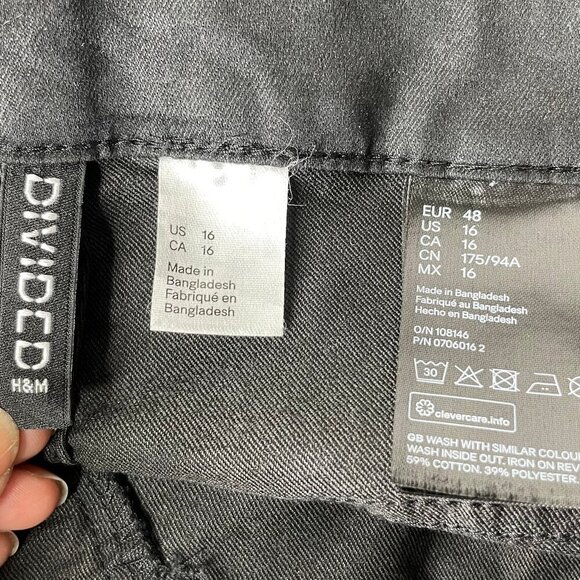 DIVIDED
H&M
US 16
CA 16
Made in
Bangladesh
Fabriqué en
Bangladesh
EUR 48
US 16
CA 16
CN 175/94A
MX 16
Made in Bangladesh
Fabriqué au Bangladesh
Hecho en Bangladesh
O/N 108146
P/N 0706016 2
30
clevercare.info
GB WASH WITH SIMILAR COLOU
WASH INSIDE OUT. IRON ON REV
59% COTTON. 39% POLYESTER.